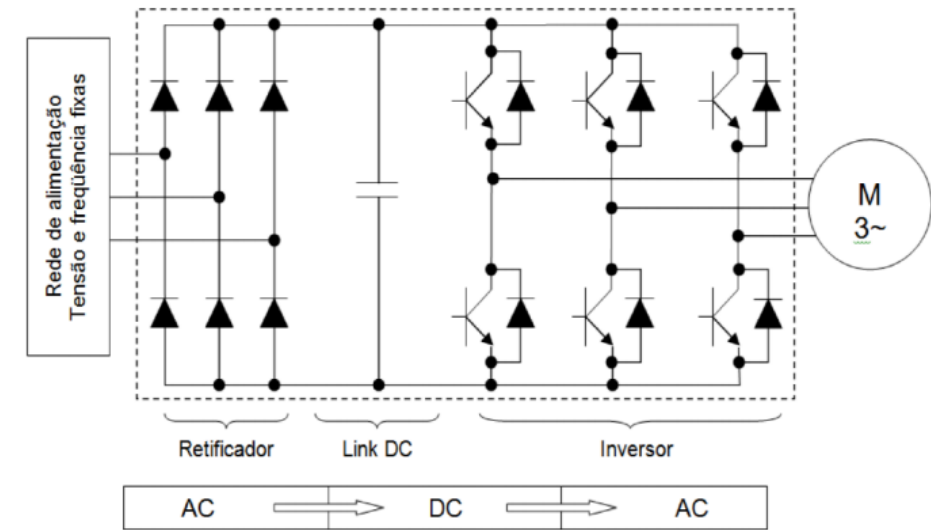 Rede de alimentação
Tensão e freqüência fixas
M
3~
Retificador
Link DC
Inversor
AC
DC
AC